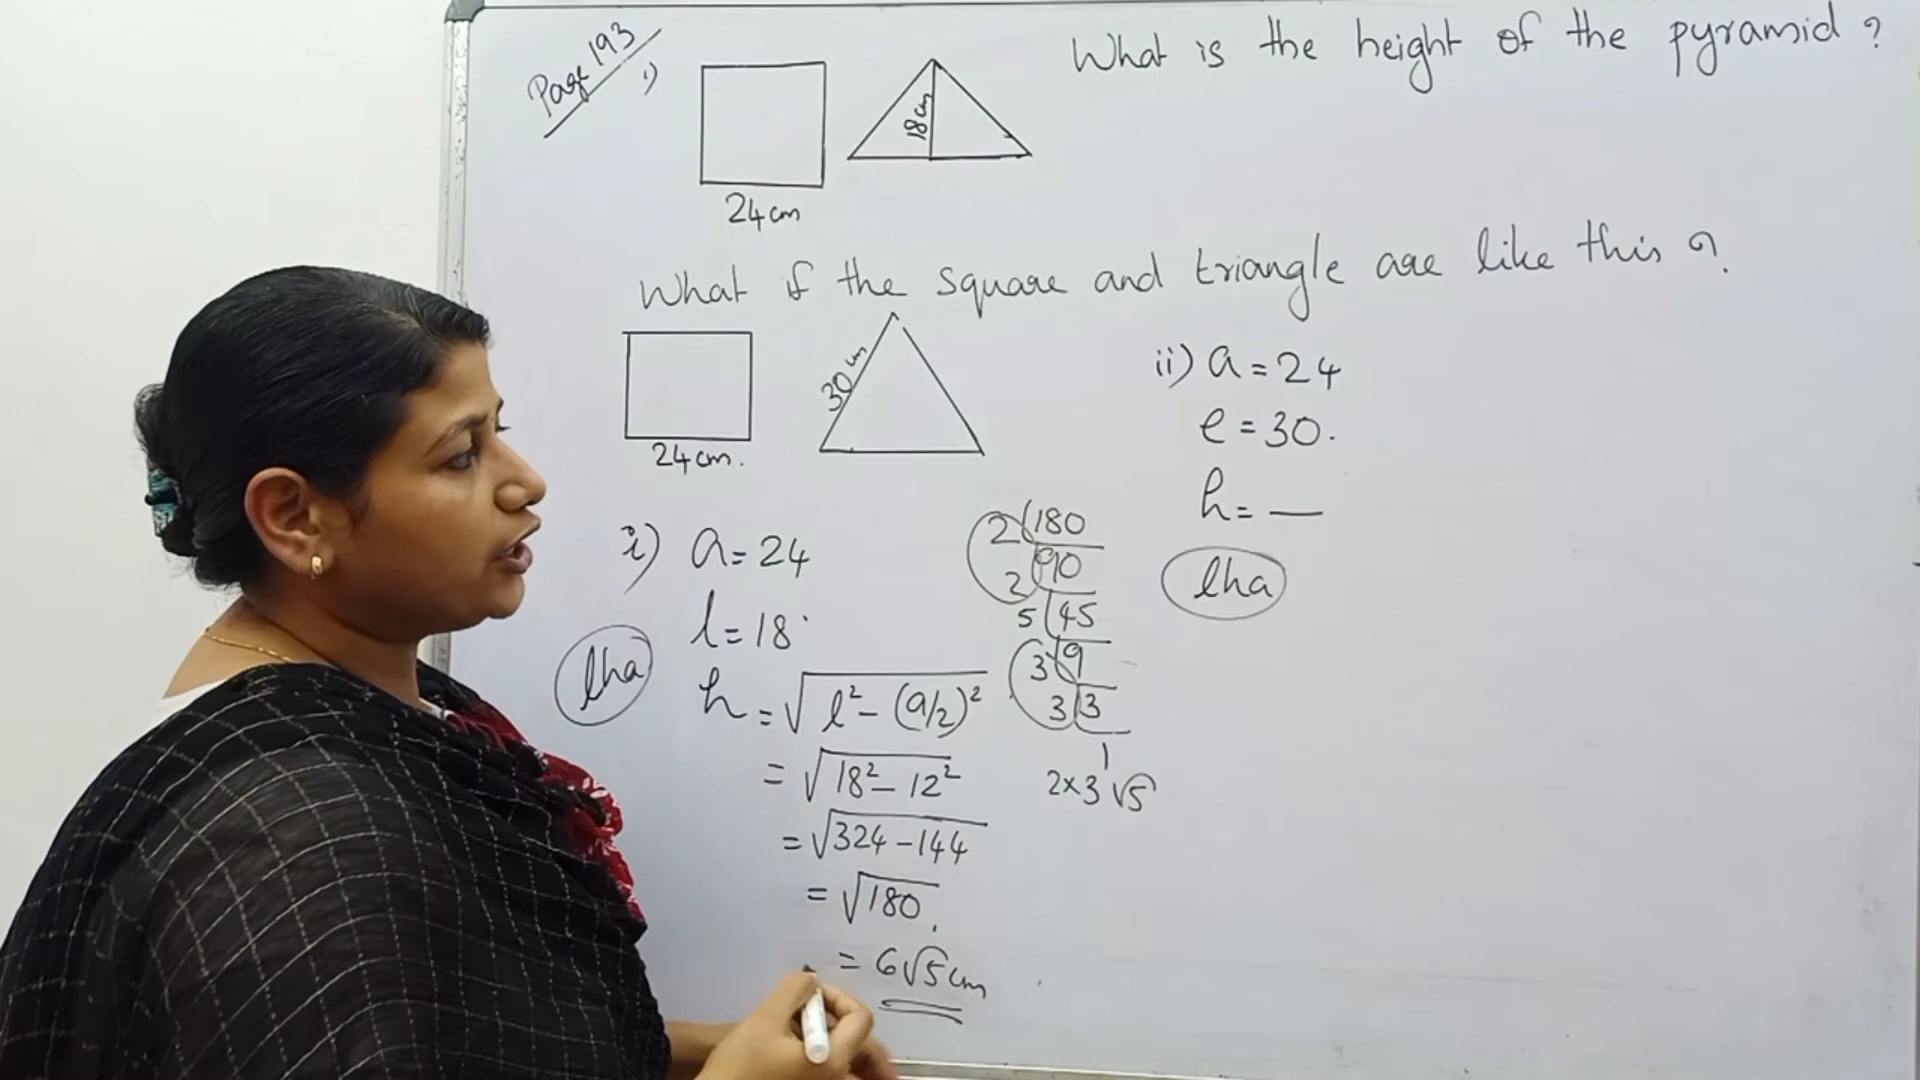 Page 193
1)
What is the height of the pyramid ?
18cm
24cm
What if the square and triangle are like this ?
30 cm
24cm.
i) a = 24
l = 18
lha
h = √l² - (a/2)²
= √18² - 12²
= √324 - 144
= √180
= 6√5cm
2 180
2 90
5 45
3 9
3 3
1
2×3 √5
ii) a = 24
e = 30.
h = —
lha